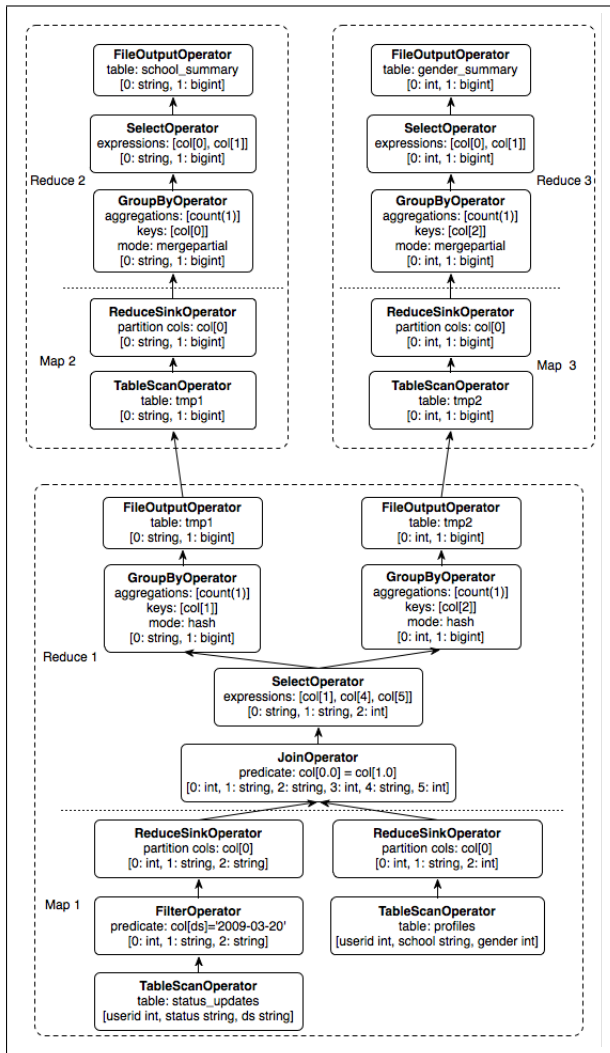 FileOutputOperator
table: school_summary
[0: string, 1: bigint]
SelectOperator
expressions: [col[0], col[1]]
[0: string, 1: bigint]
Reduce 2
GroupByOperator
aggregations: [count(1)]
keys: [col[0]]
mode: mergepartial
[0: string, 1: bigint]
ReduceSinkOperator
partition cols: col[0]
[0: string, 1: bigint]
Map 2
TableScanOperator
table: tmp1
[0: string, 1: bigint]
FileOutputOperator
table: gender_summary
[0: int, 1: bigint]
SelectOperator
expressions: [col[0], col[1]]
[0: int, 1: bigint]
Reduce 3
GroupByOperator
aggregations: [count(1)]
keys: [col[2]]
mode: mergepartial
[0: int, 1: bigint]
ReduceSinkOperator
partition cols: col[0]
[0: int, 1: bigint]
Map 3
TableScanOperator
table: tmp2
[0: int, 1: bigint]
FileOutputOperator
table: tmp1
[0: string, 1: bigint]
FileOutputOperator
table: tmp2
[0: int, 1: bigint]
GroupByOperator
aggregations: [count(1)]
keys: [col[1]]
mode: hash
[0: string, 1: bigint]
GroupByOperator
aggregations: [count(1)]
keys: [col[2]]
mode: hash
[0: int, 1: bigint]
Reduce 1
SelectOperator
expressions: [col[1], col[4], col[5]]
[0: string, 1: string, 2: int]
JoinOperator
predicate: col[0.0] = col[1.0]
[0: int, 1: string, 2: string, 3: int, 4: string, 5: int]
ReduceSinkOperator
partition cols: col[0]
[0: int, 1: string, 2: string]
ReduceSinkOperator
partition cols: col[0]
[0: int, 1: string, 2: int]
Map 1
FilterOperator
predicate: col[ds]='2009-03-20'
[0: int, 1: string, 2: string]
TableScanOperator
table: profiles
[userid int, school string, gender int]
TableScanOperator
table: status_updates
[userid int, status string, ds string]